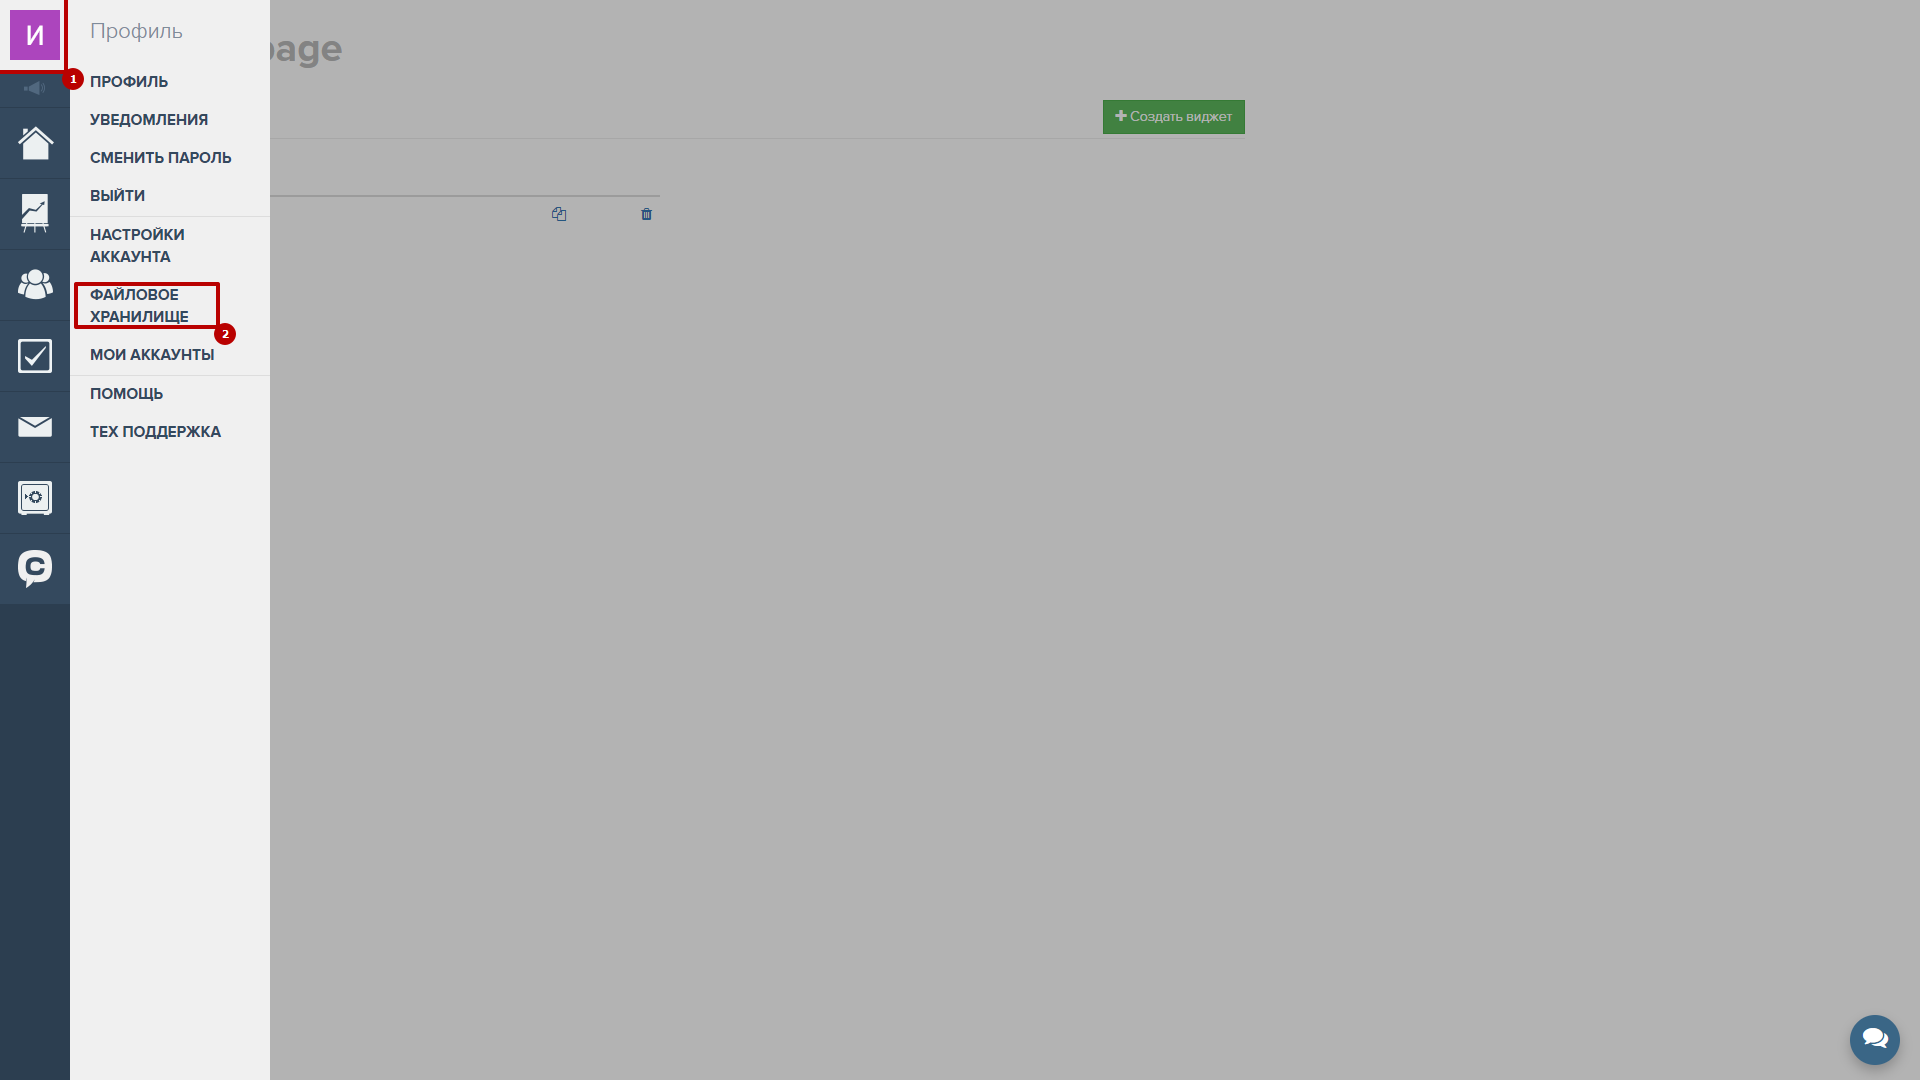 И
Профиль
page
1
ПРОФИЛЬ
УВЕДОМЛЕНИЯ
СМЕНИТЬ ПАРОЛЬ
ВЫЙТИ
НАСТРОЙКИ
АККАУНТА
ФАЙЛОВОЕ
ХРАНИЛИЩЕ
2
МОИ АККАУНТЫ
ПОМОЩЬ
ТЕХ ПОДДЕРЖКА
Создать виджет
C